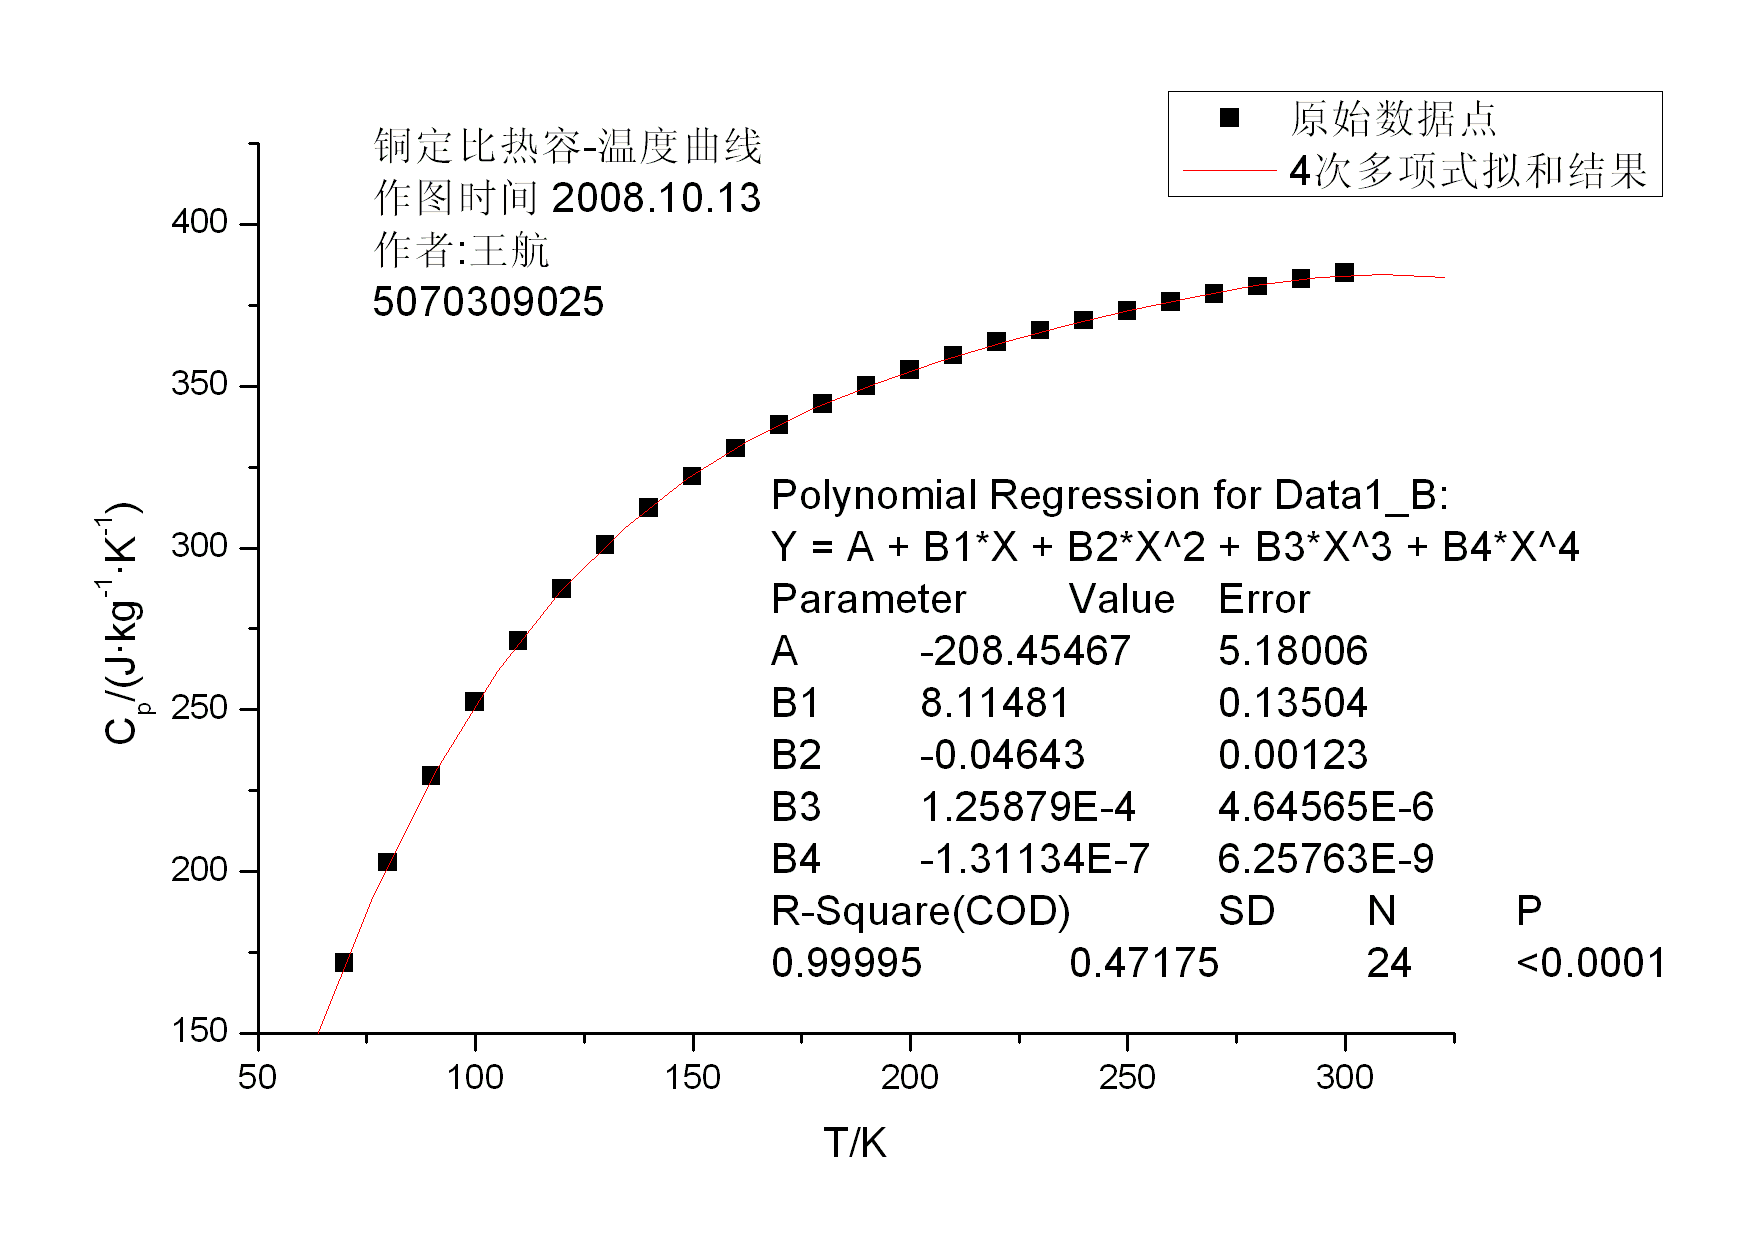 铜定比热容-温度曲线
作图时间 2008.10.13
作者:王航
5070309025
原始数据点
4次多项式拟和结果
400
350
300
250
200
150
C_p/(J·kg^-1·K^-1)
Polynomial Regression for Data1_B:
Y = A + B1*X + B2*X^2 + B3*X^3 + B4*X^4
Parameter Value Error
A -208.45467 5.18006
B1 8.11481 0.13504
B2 -0.04643 0.00123
B3 1.25879E-4 4.64565E-6
B4 -1.31134E-7 6.25763E-9
R-Square(COD) SD N P
0.99995 0.47175 24 <0.0001
50 100 150 200 250 300
T/K